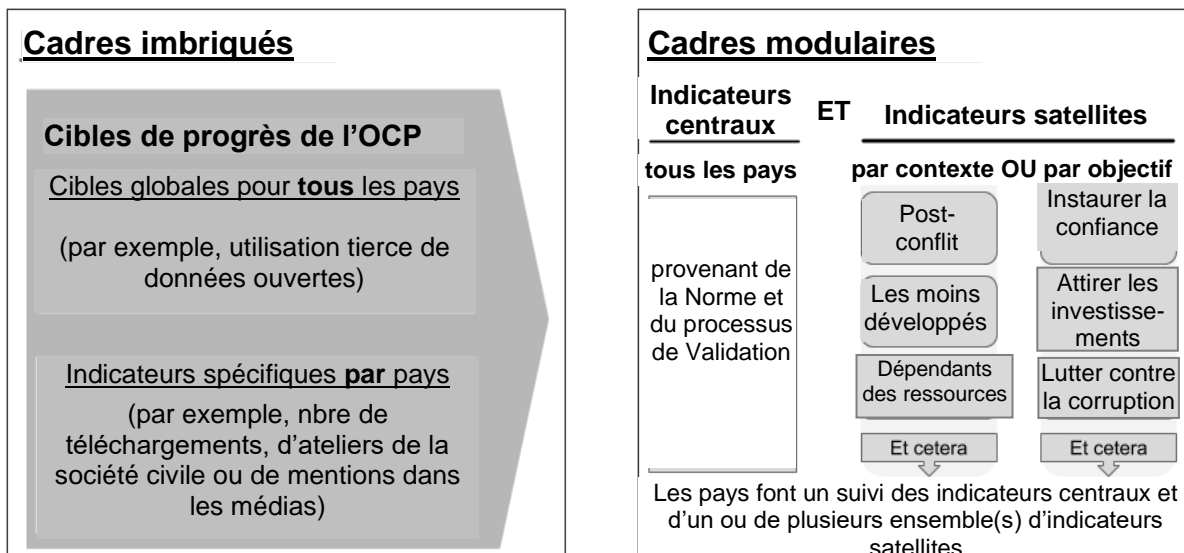 Cadres imbriqués
Cibles de progrès de l'OCP
Cibles globales pour tous les pays
(par exemple, utilisation tierce de
données ouvertes)
Indicateurs spécifiques par pays
(par exemple, nbre de
téléchargements, d'ateliers de la
société civile ou de mentions dans
les médias)
Cadres modulaires
Indicateurs
centraux
ET
Indicateurs satellites
tous les pays
par contexte OU par objectif
provenant de
la Norme et
du processus
de Validation
Post-
conflit
Les moins
développés
Dépendants
des ressources
Et cetera
Instaurer la
confiance
Attirer les
investisse-
ments
Lutter contre
la corruption
Et cetera
Les pays font un suivi des indicateurs centraux et
d'un ou de plusieurs ensemble(s) d'indicateurs
satellites